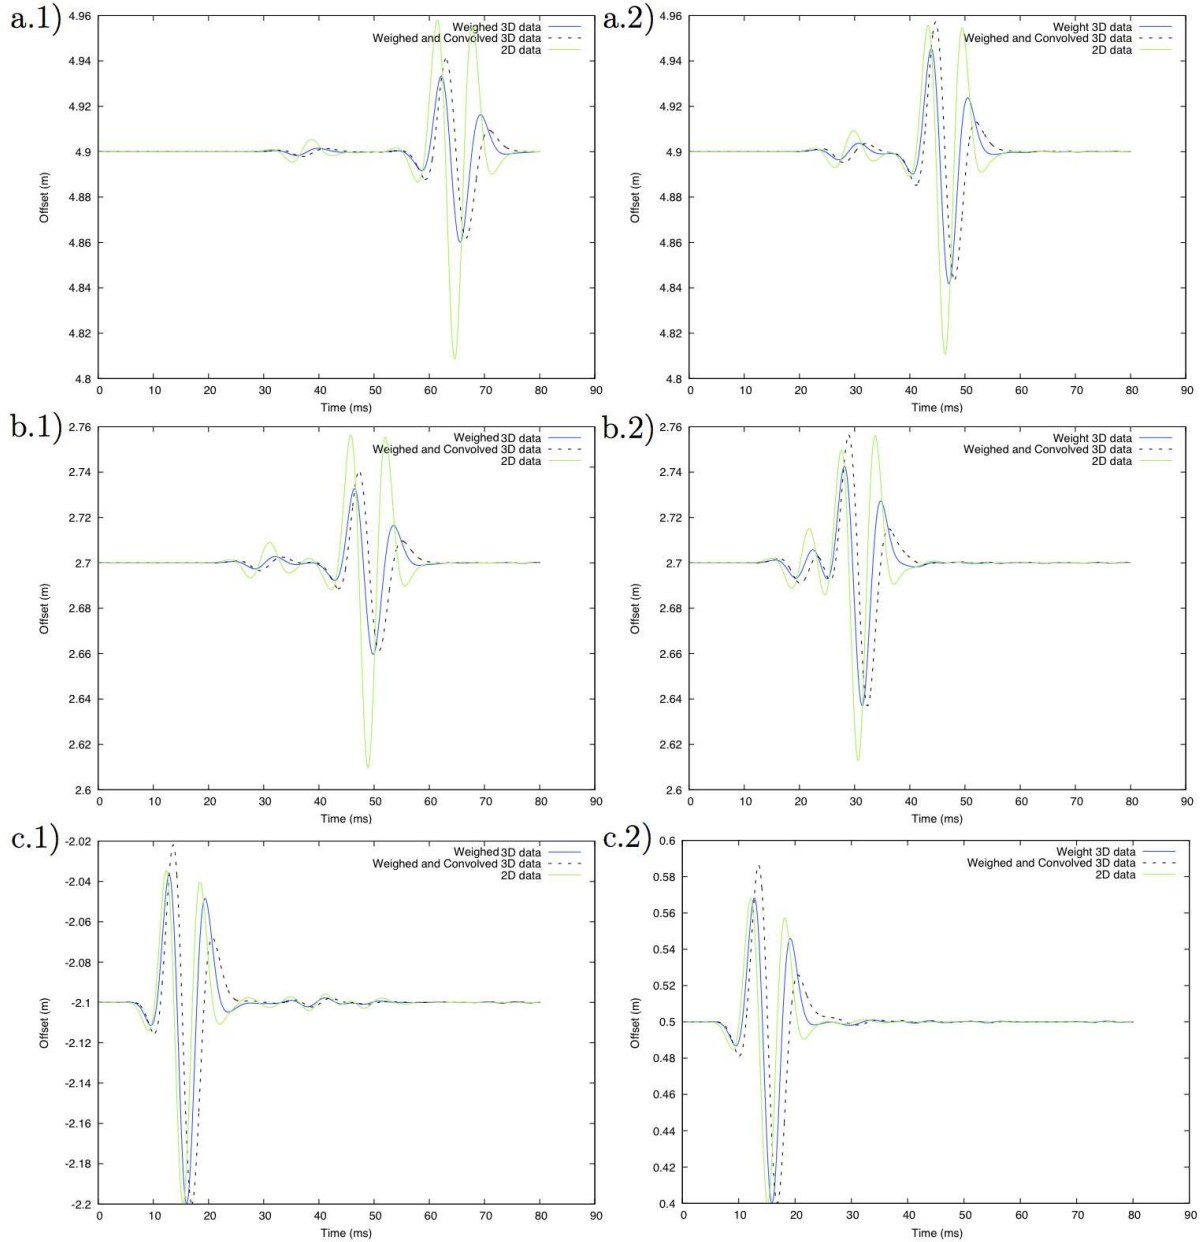 a.1)
4.96
4.94
4.92
4.9
4.88
4.86
4.84
4.82
4.8
Offset (m)
Weighed 3D data
Weighed and Convolved 3D data
2D data
0 10 20 30 40 50 60 70 80 90
Time (ms)
a.2)
4.96
4.94
4.92
4.9
4.88
4.86
4.84
4.82
4.8
Offset (m)
Weight 3D data
Weighed and Convolved 3D data
2D data
0 10 20 30 40 50 60 70 80 90
Time (ms)
b.1)
2.76
2.74
2.72
2.7
2.68
2.66
2.64
2.62
2.6
Offset (m)
Weighed 3D data
Weighed and Convolved 3D data
2D data
0 10 20 30 40 50 60 70 80 90
Time (ms)
b.2)
2.76
2.74
2.72
2.7
2.68
2.66
2.64
2.62
2.6
Offset (m)
Weight 3D data
Weighed and Convolved 3D data
2D data
0 10 20 30 40 50 60 70 80 90
Time (ms)
c.1)
-2.02
-2.04
-2.06
-2.08
-2.1
-2.12
-2.14
-2.16
-2.18
-2.2
Offset (m)
Weighed 3D data
Weighed and Convolved 3D data
2D data
0 10 20 30 40 50 60 70 80 90
Time (ms)
c.2)
0.6
0.58
0.56
0.54
0.52
0.5
0.48
0.46
0.44
0.42
0.4
Offset (m)
Weight 3D data
Weighed and Convolved 3D data
2D data
0 10 20 30 40 50 60 70 80 90
Time (ms)